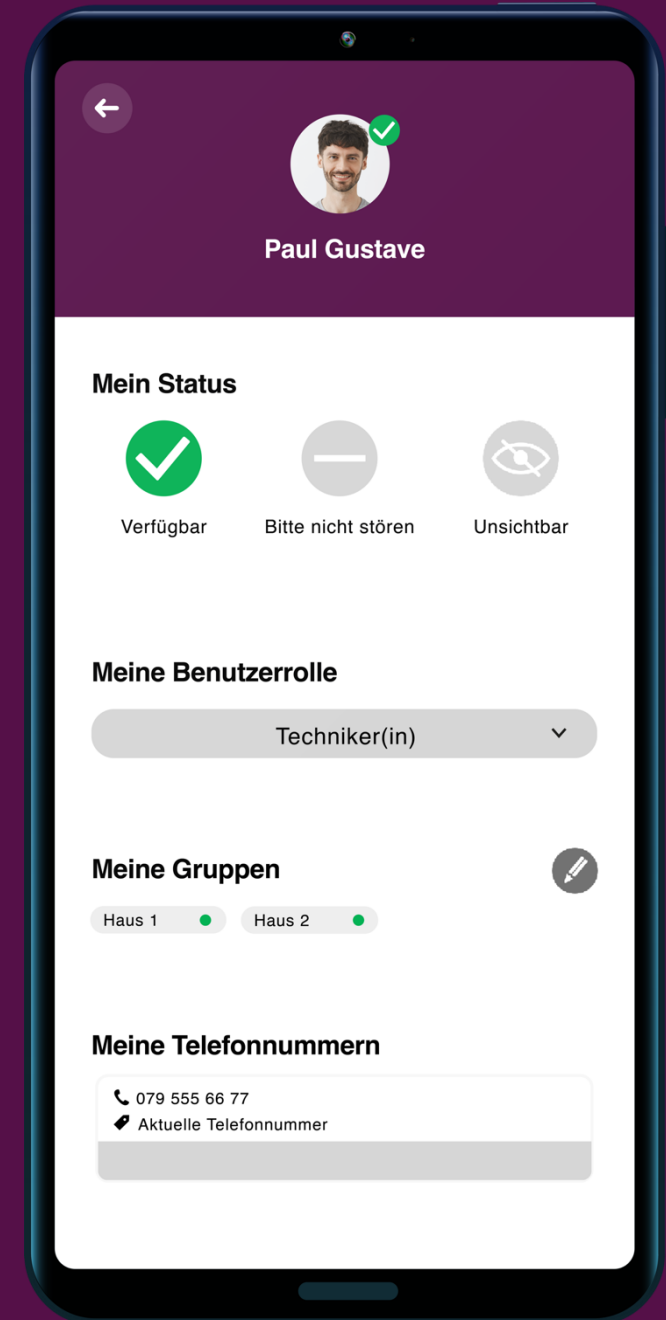 Paul Gustave
Mein Status
Verfügbar Bitte nicht stören Unsichtbar
Meine Benutzerrolle
Techniker(in)
Meine Gruppen
Haus 1 Haus 2
Meine Telefonnummern
079 555 66 77
Aktuelle Telefonnummer